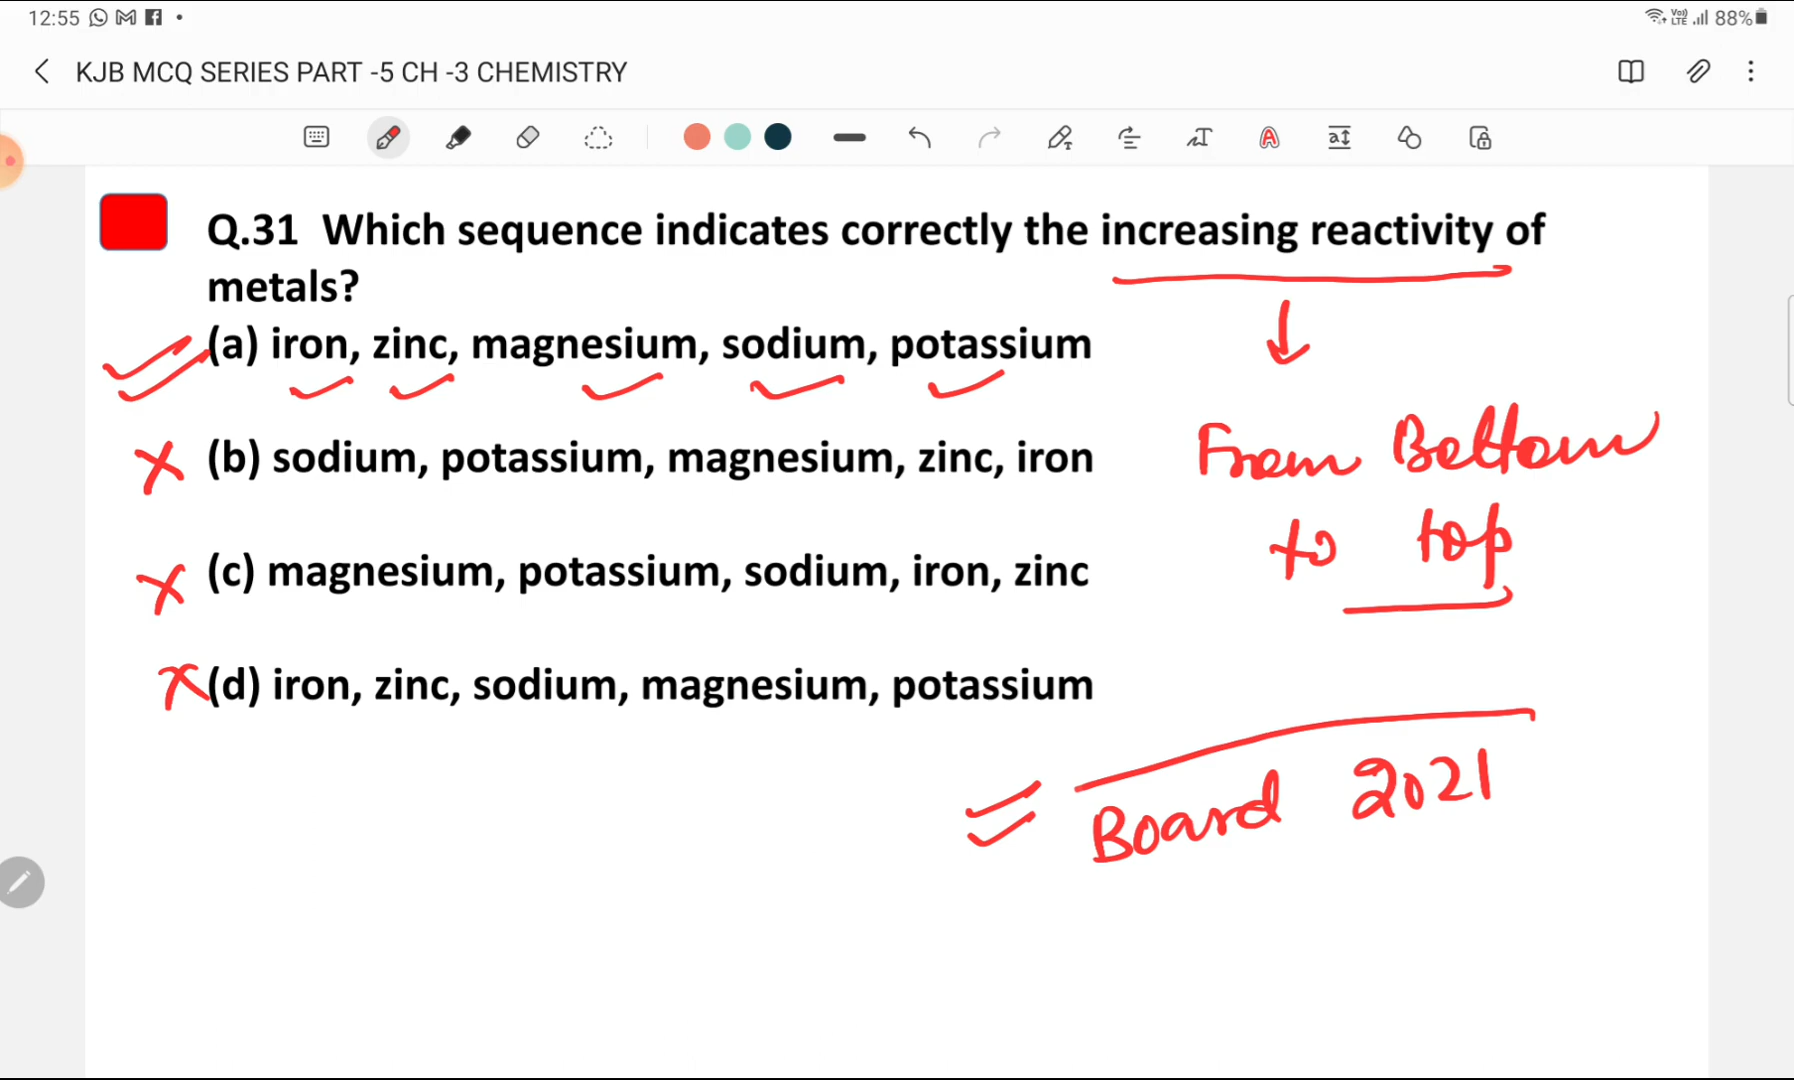 12:55
Vo)) LTE 88%
KJB MCQ SERIES PART -5 CH -3 CHEMISTRY
Q.31 Which sequence indicates correctly the increasing reactivity of
metals?
(a) iron, zinc, magnesium, sodium, potassium
(b) sodium, potassium, magnesium, zinc, iron
From Bottom
(c) magnesium, potassium, sodium, iron, zinc
to top
(d) iron, zinc, sodium, magnesium, potassium
Board 2021